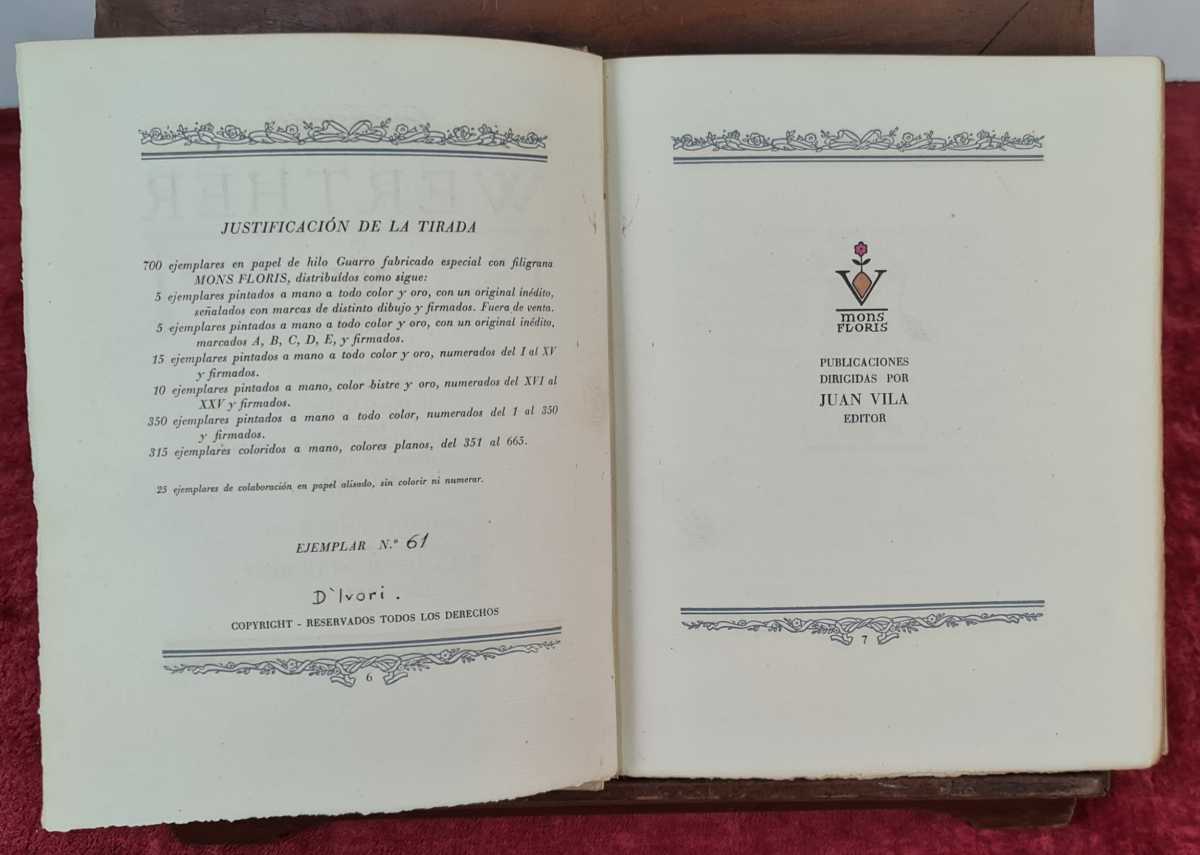 WERTHER
JUSTIFICACIÓN DE LA TIRADA
700 ejemplares en papel de hilo Guarro fabricado especial con filigrana
MONS FLORIS, distribuídos como sigue:
5 ejemplares pintados a mano a todo color y oro, con un original inédito,
señalados con marcas de distinto dibujo y firmados. Fuera de venta.
5 ejemplares pintados a mano a todo color y oro, con un original inédito,
marcados A, B, C, D, E, y firmados.
15 ejemplares pintados a mano a todo color y oro, numerados del I al XV
y firmados.
10 ejemplares pintados a mano, color bistre y oro, numerados del XVI al
XXV y firmados.
350 ejemplares pintados a mano a todo color, numerados del 1 al 350
y firmados.
315 ejemplares coloridos a mano, colores planos, del 351 al 665.
25 ejemplares de colaboración en papel alisado, sin colorir ni numerar.
EJEMPLAR N.º 61
D'Ivori.
COPYRIGHT - RESERVADOS TODOS LOS DERECHOS
6
V
MONS
FLORIS
PUBLICACIONES
DIRIGIDAS POR
JUAN VILA
EDITOR
7